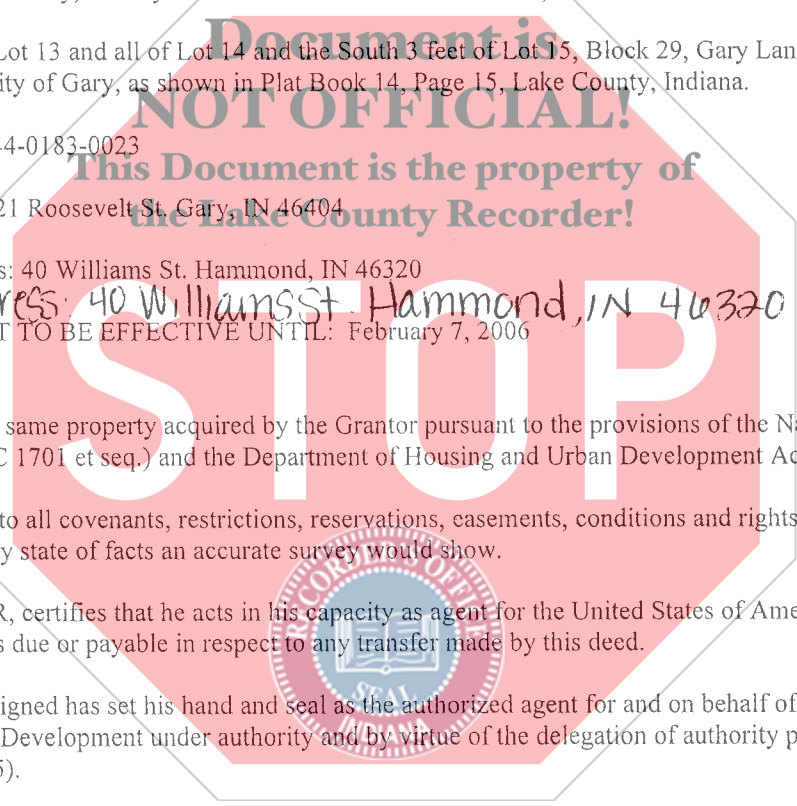 Document is
Lot 13 and all of Lot 14 and the South 3 feet of Lot 15, Block 29, Gary Lan
ity of Gary, as shown in Plat Book 14, Page 15, Lake County, Indiana.
NOT OFFICIAL!
4-0183-0023
This Document is the property of
21 Roosevelt St. Gary, IN 46404
the Lake County Recorder!
s: 40 Williams St. Hammond, IN 46320
ress: 40 Williams St. Hammond, IN 46320
T TO BE EFFECTIVE UNTIL: February 7, 2006
STOP
same property acquired by the Grantor pursuant to the provisions of the Na
C 1701 et seq.) and the Department of Housing and Urban Development Ac
to all covenants, restrictions, reservations, easements, conditions and rights
y state of facts an accurate survey would show.
R, certifies that he acts in his capacity as agent for the United States of Ame
s due or payable in respect to any transfer made by this deed.
igned has set his hand and seal as the authorized agent for and on behalf of
Development under authority and by virtue of the delegation of authority p
5).
RECORDER'S OFFICE
SEAL
INDIANA